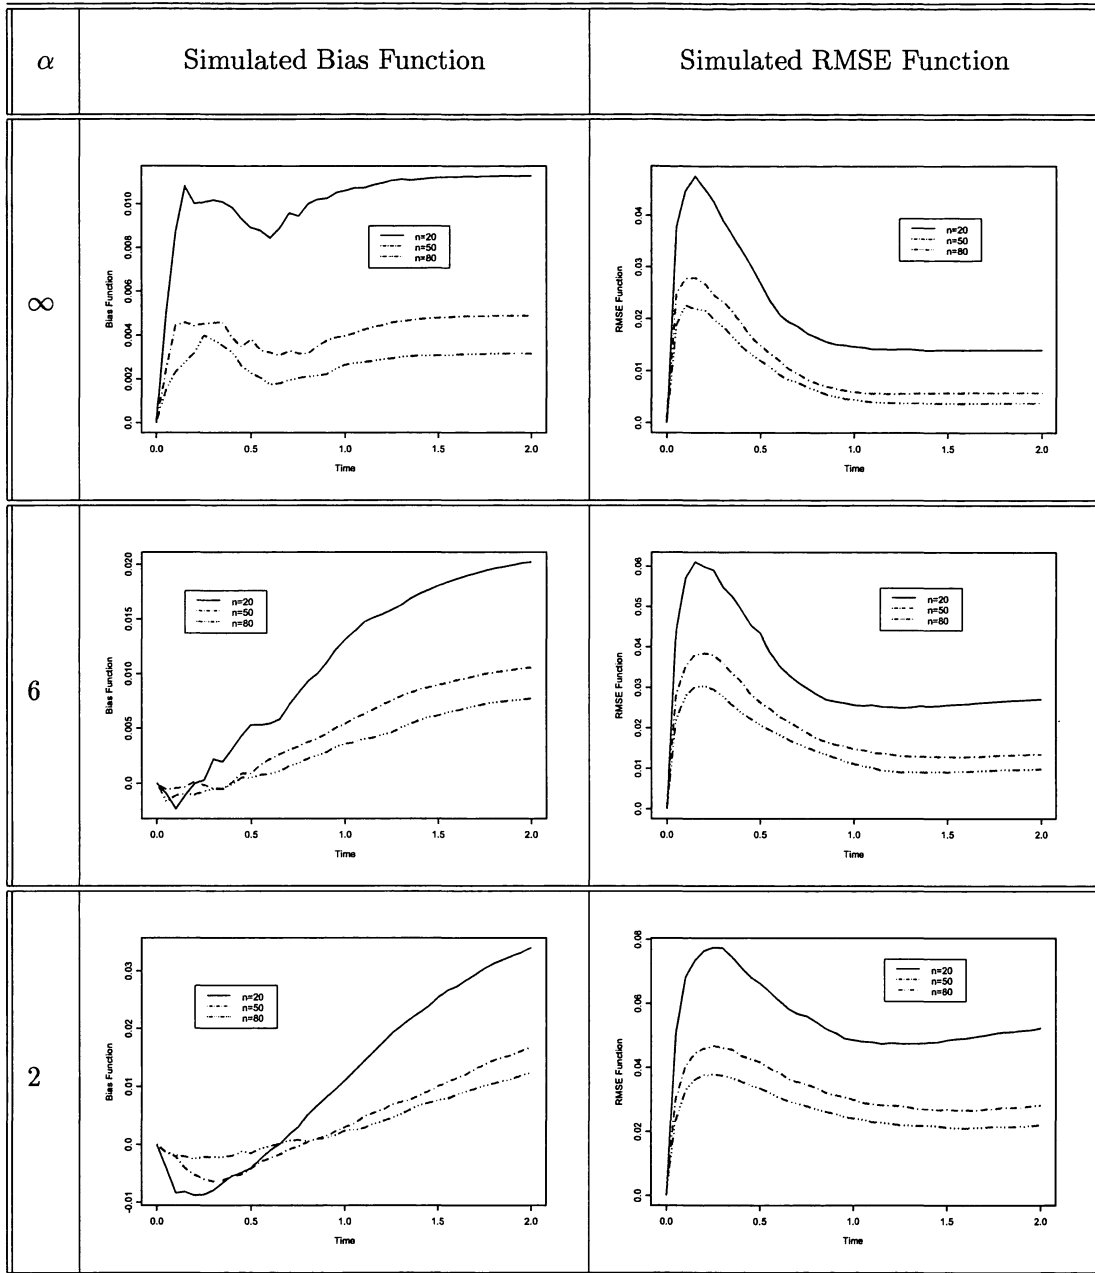 α Simulated Bias Function Simulated RMSE Function
∞
Bias Function
0.0 0.002 0.004 0.006 0.008 0.010
n=20
n=50
n=80
0.0 0.5 1.0 1.5 2.0
Time
RMSE Function
0.0 0.01 0.02 0.03 0.04
n=20
n=50
n=80
0.0 0.5 1.0 1.5 2.0
Time
6
Bias Function
0.0 0.005 0.010 0.015 0.020
n=20
n=50
n=80
0.0 0.5 1.0 1.5 2.0
Time
RMSE Function
0.0 0.01 0.02 0.03 0.04 0.05 0.06
n=20
n=50
n=80
0.0 0.5 1.0 1.5 2.0
Time
2
Bias Function
-0.01 0.0 0.01 0.02 0.03
n=20
n=50
n=80
0.0 0.5 1.0 1.5 2.0
Time
RMSE Function
0.0 0.02 0.04 0.06 0.08
n=20
n=50
n=80
0.0 0.5 1.0 1.5 2.0
Time